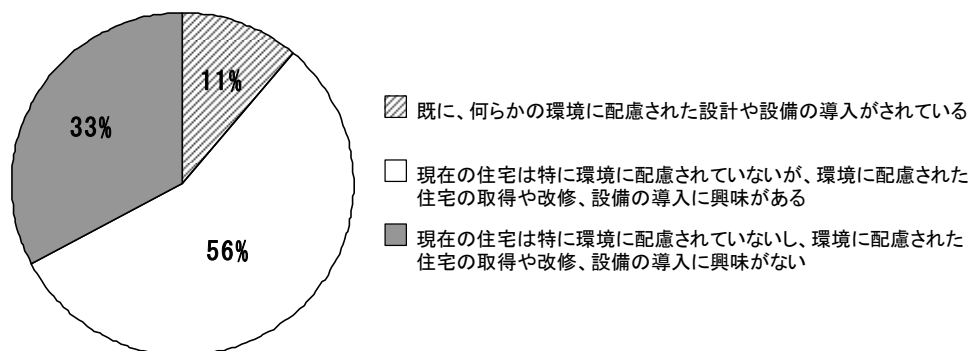 11%
33%
56%
既に、何らかの環境に配慮された設計や設備の導入がされている
現在の住宅は特に環境に配慮されていないが、環境に配慮された
住宅の取得や改修、設備の導入に興味がある
現在の住宅は特に環境に配慮されていないし、環境に配慮された
住宅の取得や改修、設備の導入に興味がない